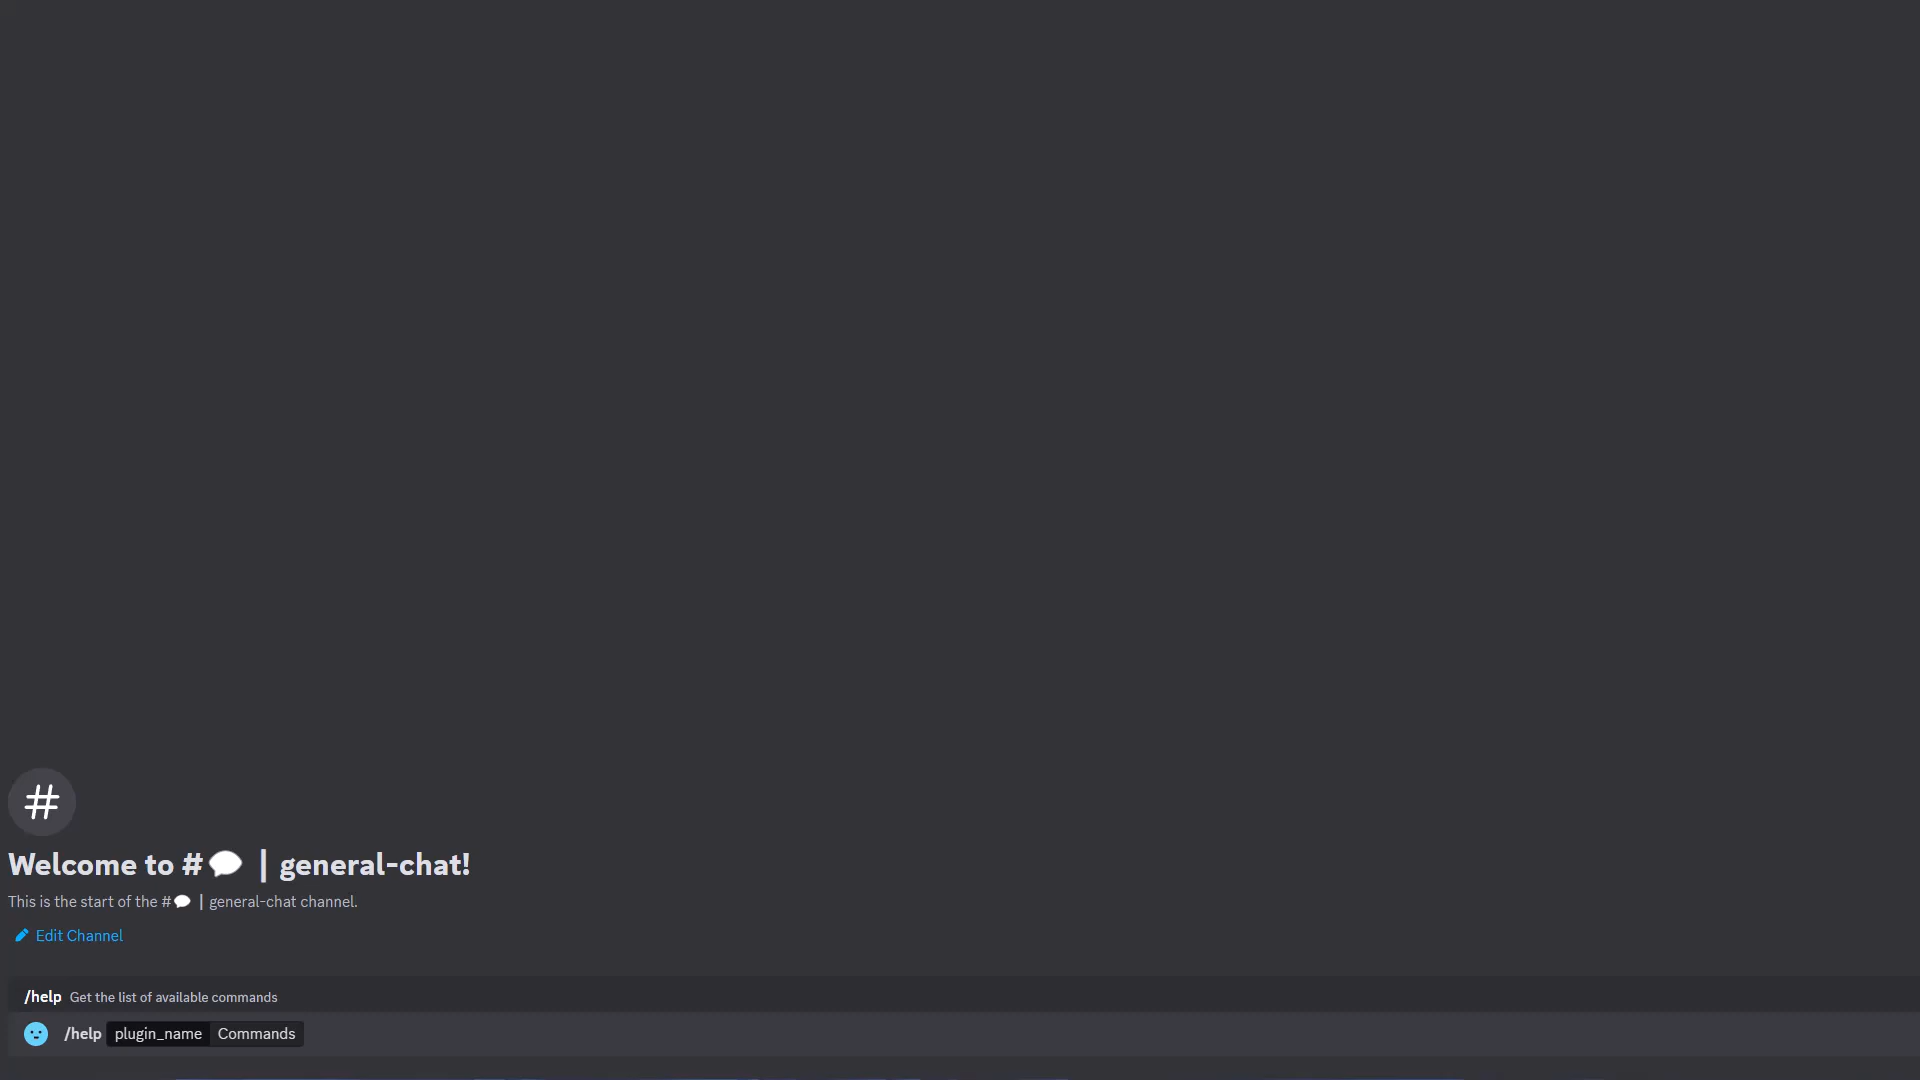 Welcome to #💬 | general-chat!
This is the start of the #💬 | general-chat channel.
Edit Channel
/help Get the list of available commands
/help plugin_name Commands